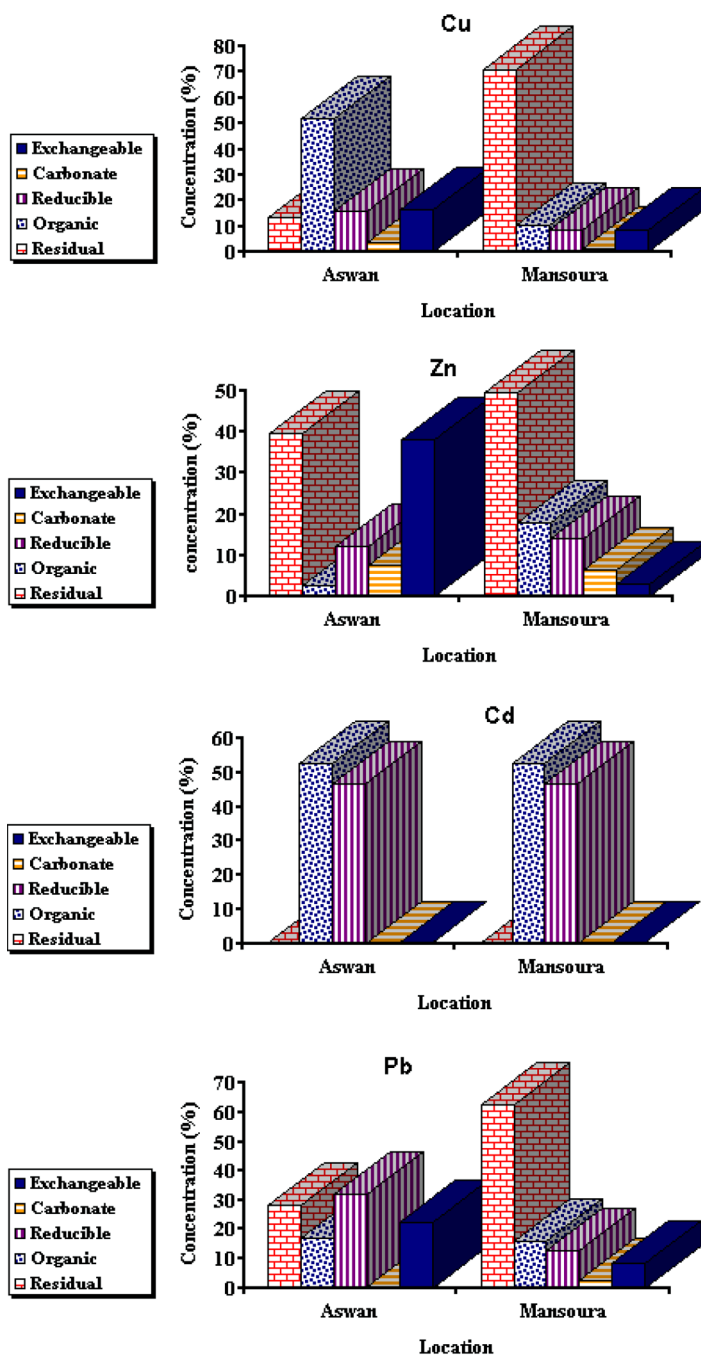 Cu
Concentration (%)
80
70
60
50
40
30
20
10
0
Exchangeable
Carbonate
Reducible
Organic
Residual
Aswan Mansoura
Location
Zn
concentration (%)
50
40
30
20
10
0
Exchangeable
Carbonate
Reducible
Organic
Residual
Aswan Mansoura
Location
Cd
Concentration (%)
60
50
40
30
20
10
0
Exchangeable
Carbonate
Reducible
Organic
Residual
Aswan Mansoura
Location
Pb
Concentration (%)
70
60
50
40
30
20
10
0
Exchangeable
Carbonate
Reducible
Organic
Residual
Aswan Mansoura
Location